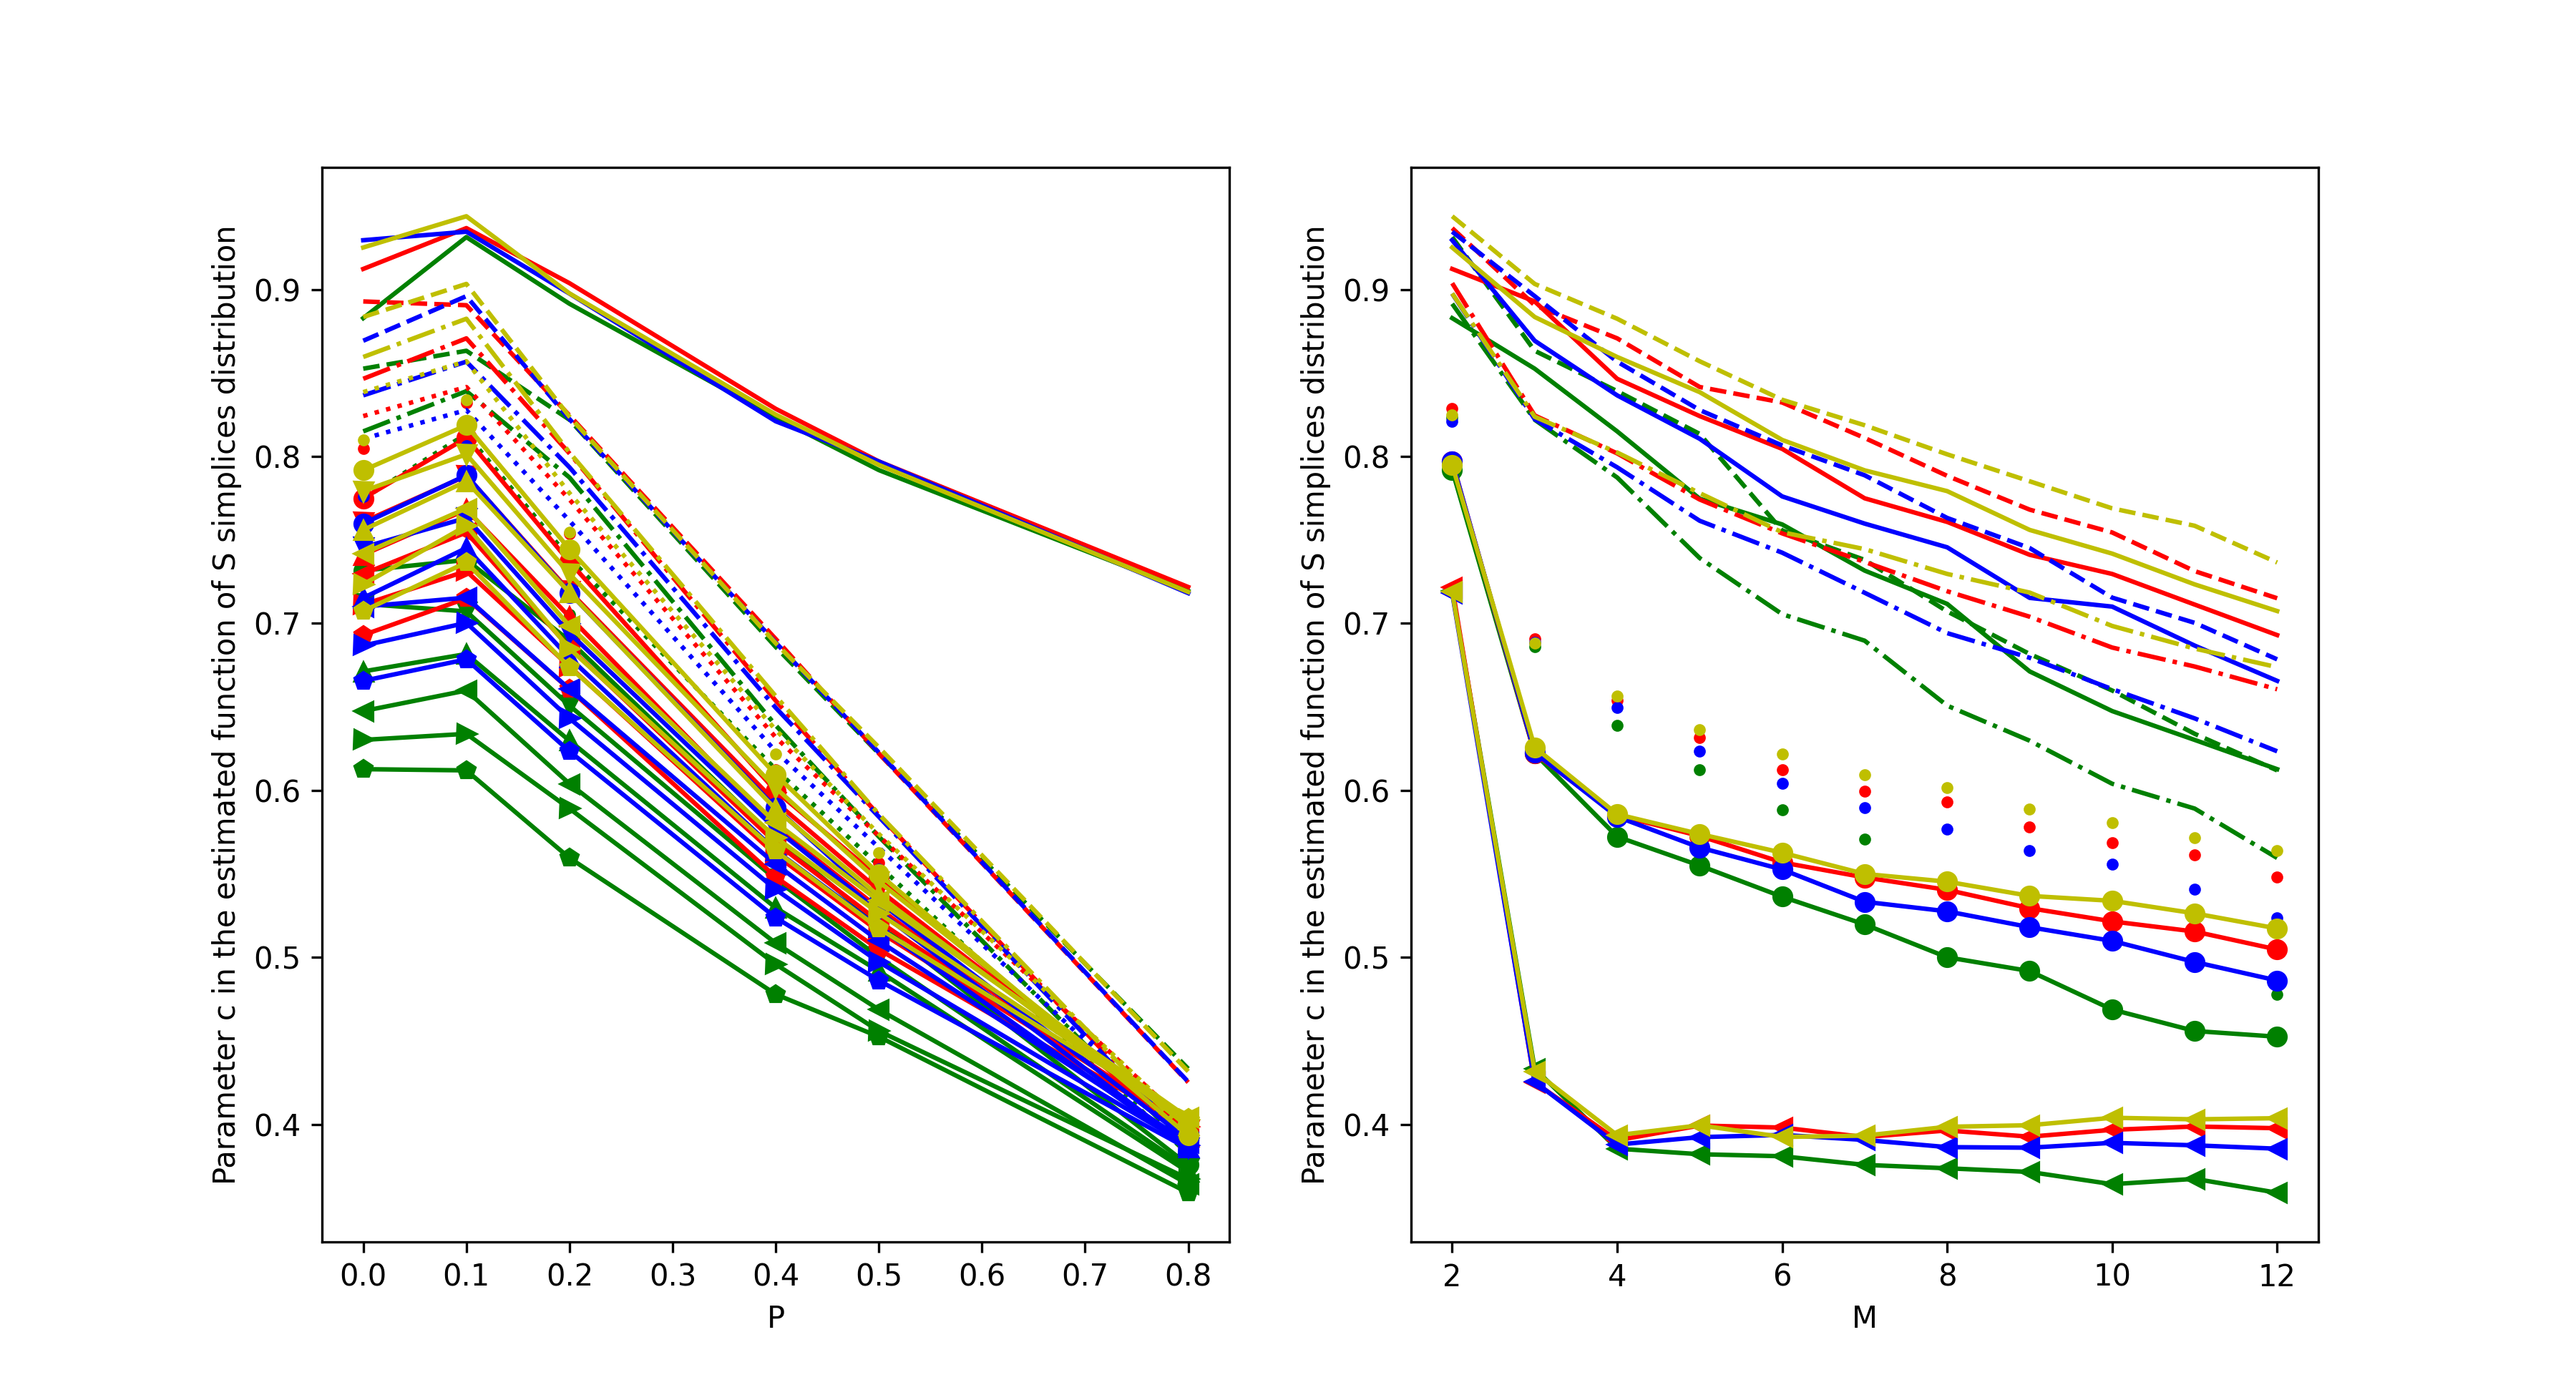 Parameter c in the estimated function of S simplices distribution
0.9
0.8
0.7
0.6
0.5
0.4
0.0 0.1 0.2 0.3 0.4 0.5 0.6 0.7 0.8
P
Parameter c in the estimated function of S simplices distribution
0.9
0.8
0.7
0.6
0.5
0.4
2 4 6 8 10 12
M